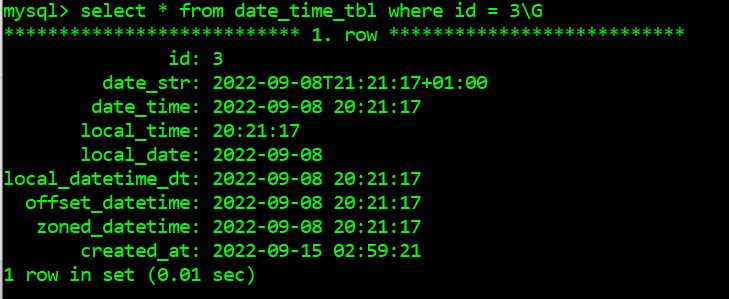 mysql> select * from date_time_tbl where id = 3\G
*************************** 1. row ***************************
id: 3
date_str: 2022-09-08T21:21:17+01:00
date_time: 2022-09-08 20:21:17
local_time: 20:21:17
local_date: 2022-09-08
local_datetime_dt: 2022-09-08 20:21:17
offset_datetime: 2022-09-08 20:21:17
zoned_datetime: 2022-09-08 20:21:17
created_at: 2022-09-15 02:59:21
1 row in set (0.01 sec)